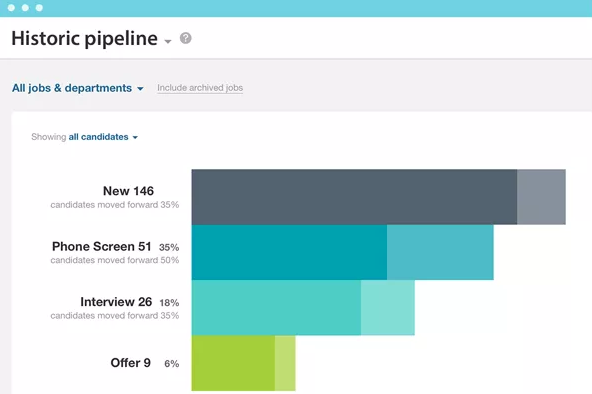 Historic pipeline
All jobs & departments Include archived jobs
Showing all candidates
New 146
candidates moved forward 35%
Phone Screen 51 35%
candidates moved forward 50%
Interview 26 18%
candidates moved forward 35%
Offer 9 6%